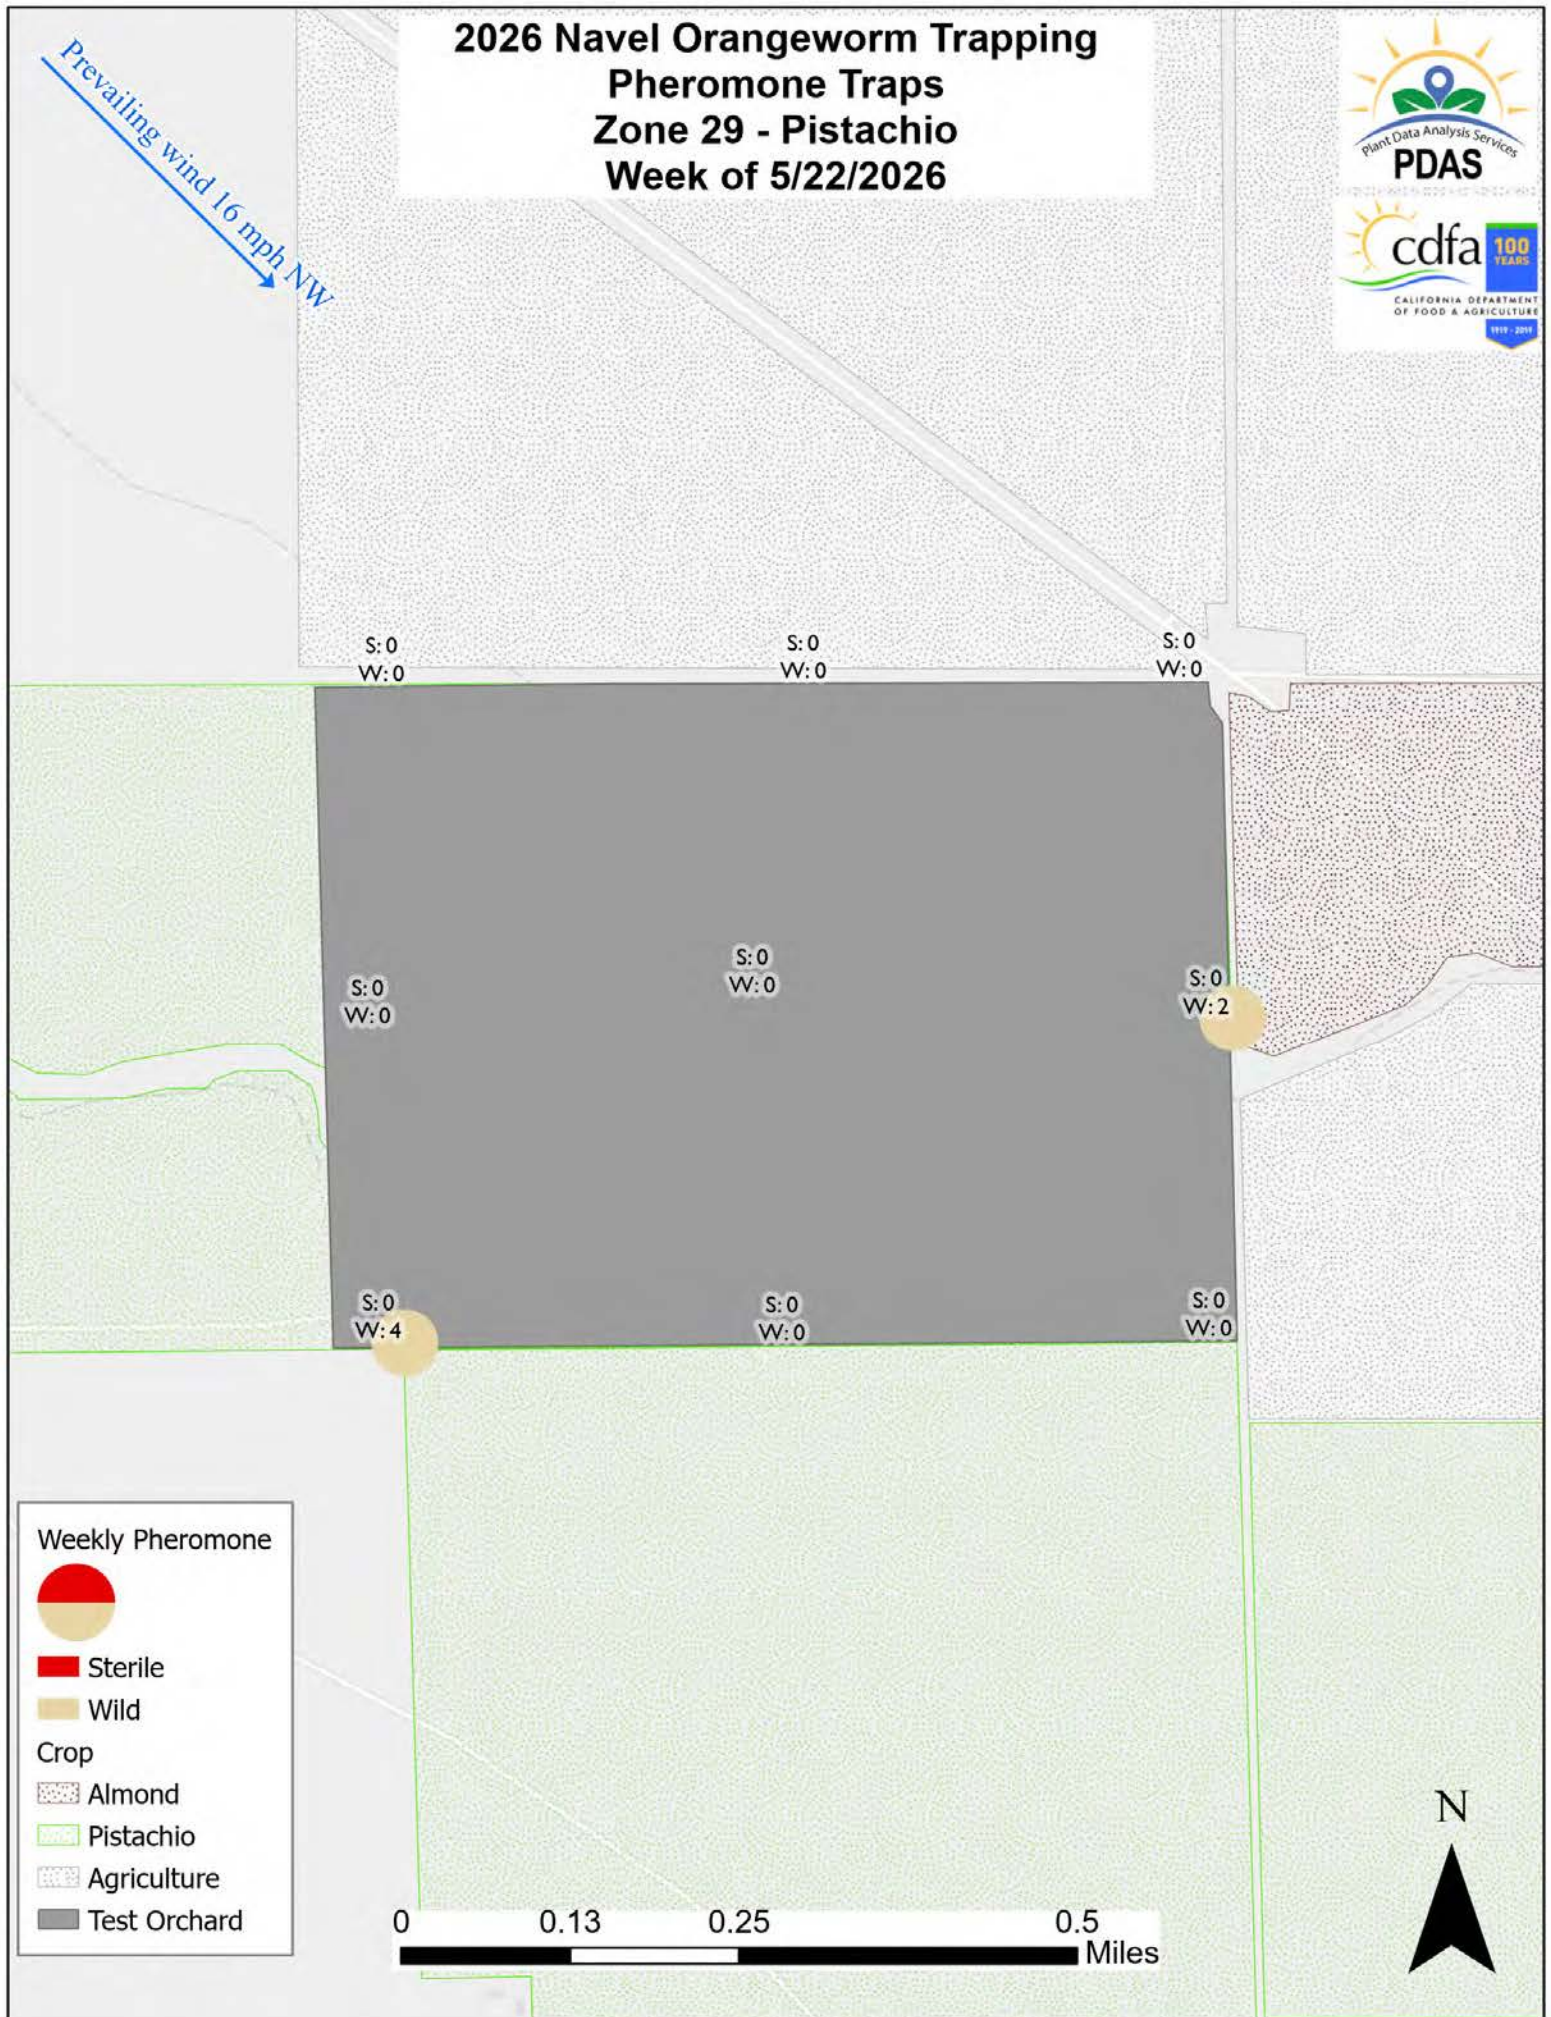 2026 Navel Orangeworm Trapping
Pheromone Traps
Zone 29 - Pistachio
Week of 5/22/2026
Prevailing wind 16 mph NW
Plant Data Analysis Services
PDAS
cdfa
100
YEARS
CALIFORNIA DEPARTMENT
OF FOOD & AGRICULTURE
1919 - 2019
S: 0
W: 0
S: 0
W: 0
S: 0
W: 0
S: 0
W: 0
S: 0
W: 0
S: 0
W: 2
S: 0
W: 4
S: 0
W: 0
S: 0
W: 0
Weekly Pheromone
Sterile
Wild
Crop
Almond
Pistachio
Agriculture
Test Orchard
0 0.13 0.25 0.5
Miles
N